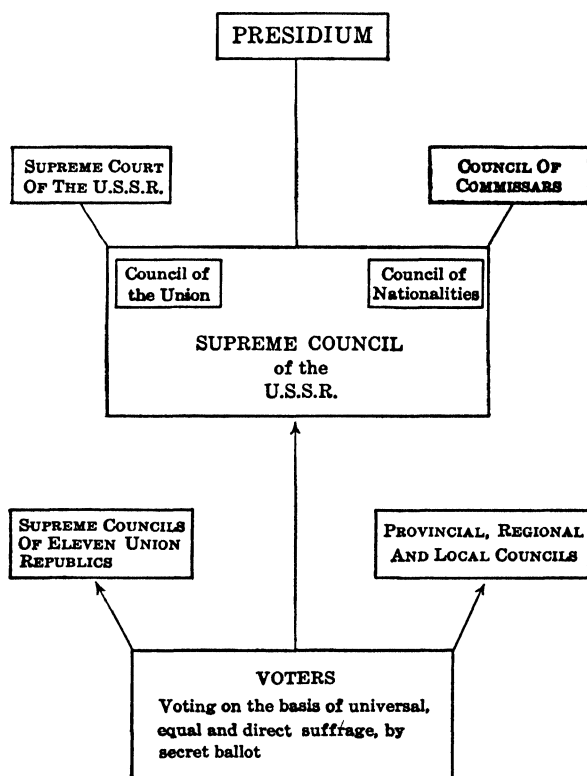 PRESIDIUM
SUPREME COURT
OF THE U.S.S.R.
COUNCIL OF
COMMISSARS
Council of
the Union
Council of
Nationalities
SUPREME COUNCIL
of the
U.S.S.R.
SUPREME COUNCILS
OF ELEVEN UNION
REPUBLICS
PROVINCIAL, REGIONAL
AND LOCAL COUNCILS
VOTERS
Voting on the basis of universal,
equal and direct suffrage, by
secret ballot